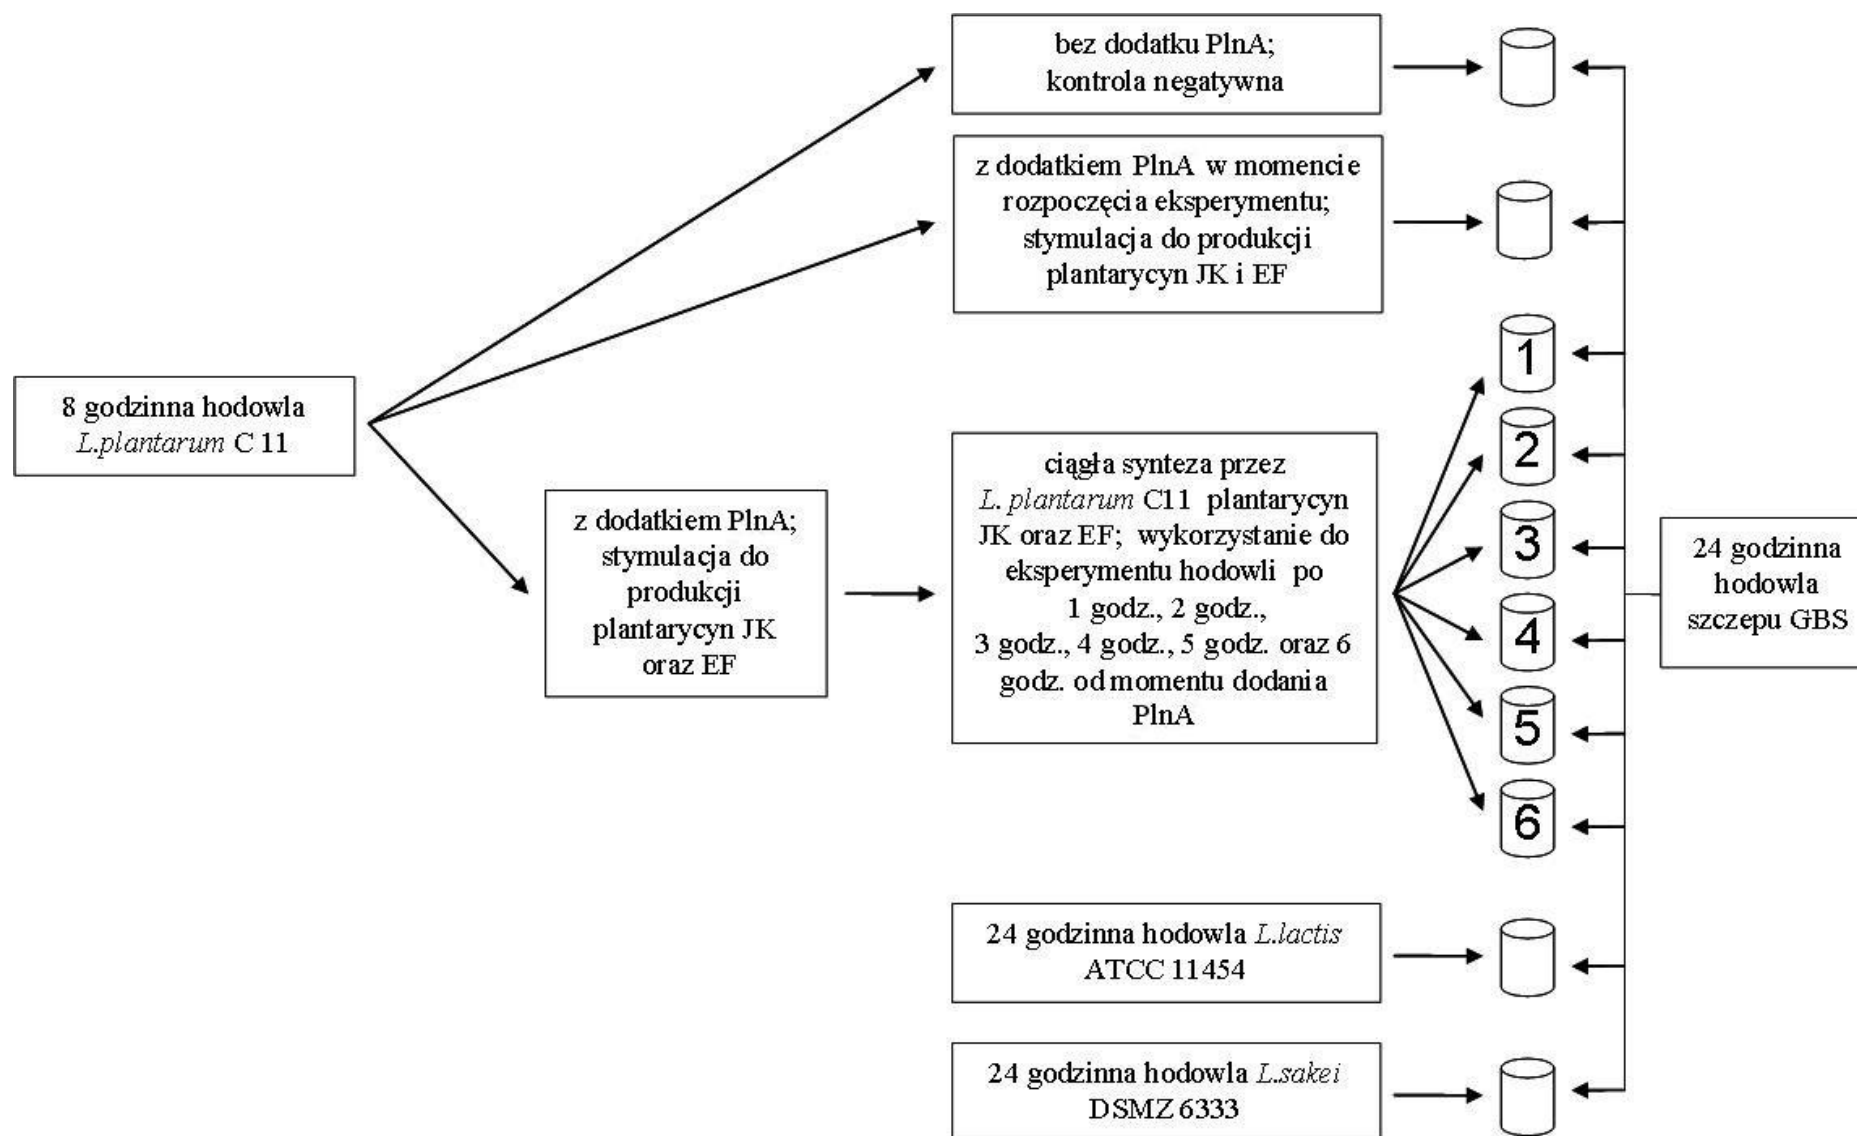 bez dodatku PlnA;
kontrola negatywna
z dodatkiem PlnA w momencie
rozpoczęcia eksperymentu;
stymulacja do produkcji
plantarycyn JK i EF
8 godzinna hodowla
L.plantarum C 11
z dodatkiem PlnA;
stymulacja do
produkcji
plantarycyn JK
oraz EF
ciągła synteza przez
L. plantarum C11 plantarycyn
JK oraz EF; wykorzystanie do
eksperymentu hodowli po
1 godz., 2 godz.,
3 godz., 4 godz., 5 godz. oraz 6
godz. od momentu dodania
PlnA
1
2
3
4
5
6
24 godzinna
hodowla
szczepu GBS
24 godzinna hodowla L.lactis
ATCC 11454
24 godzinna hodowla L.sakei
DSMZ 6333